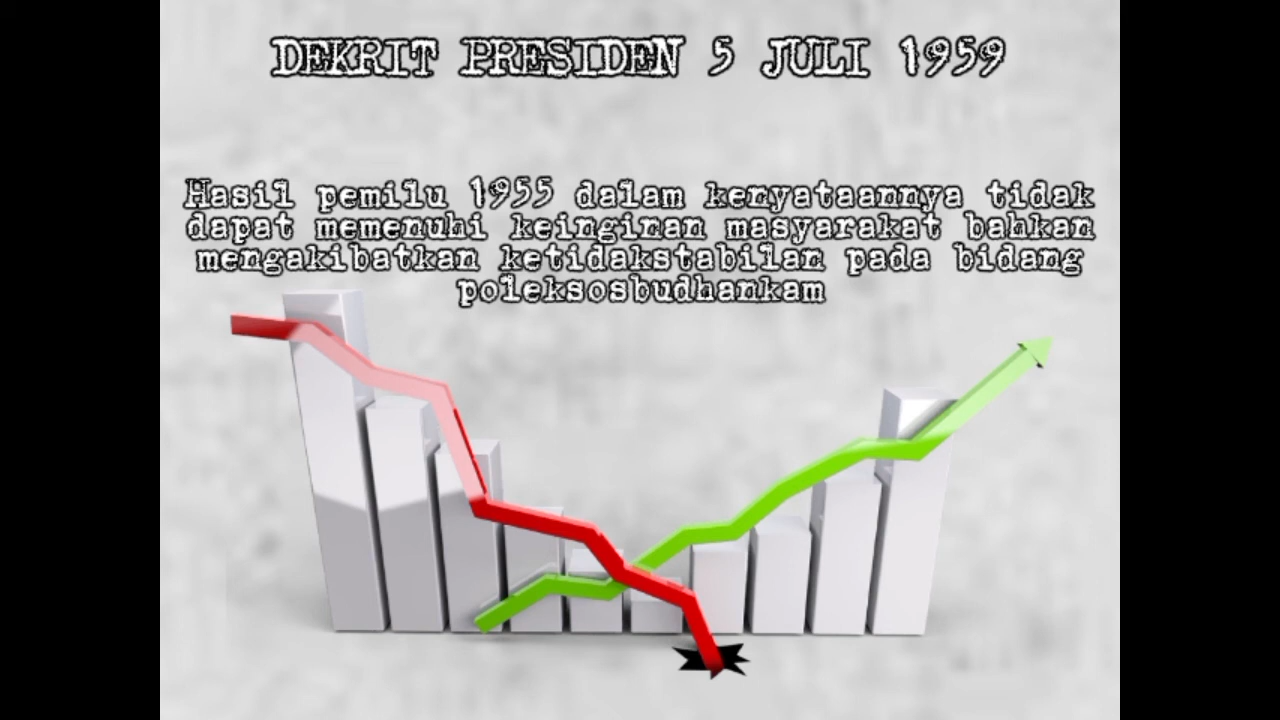 DEKRIT PRESIDEN 5 JULI 1959
Hasil pemilu 1955 dalam kenyataannya tidak
dapat memenuhi keinginan masyarakat bahkan
mengakibatkan ketidakstabilan pada bidang
poleksosbudhankam